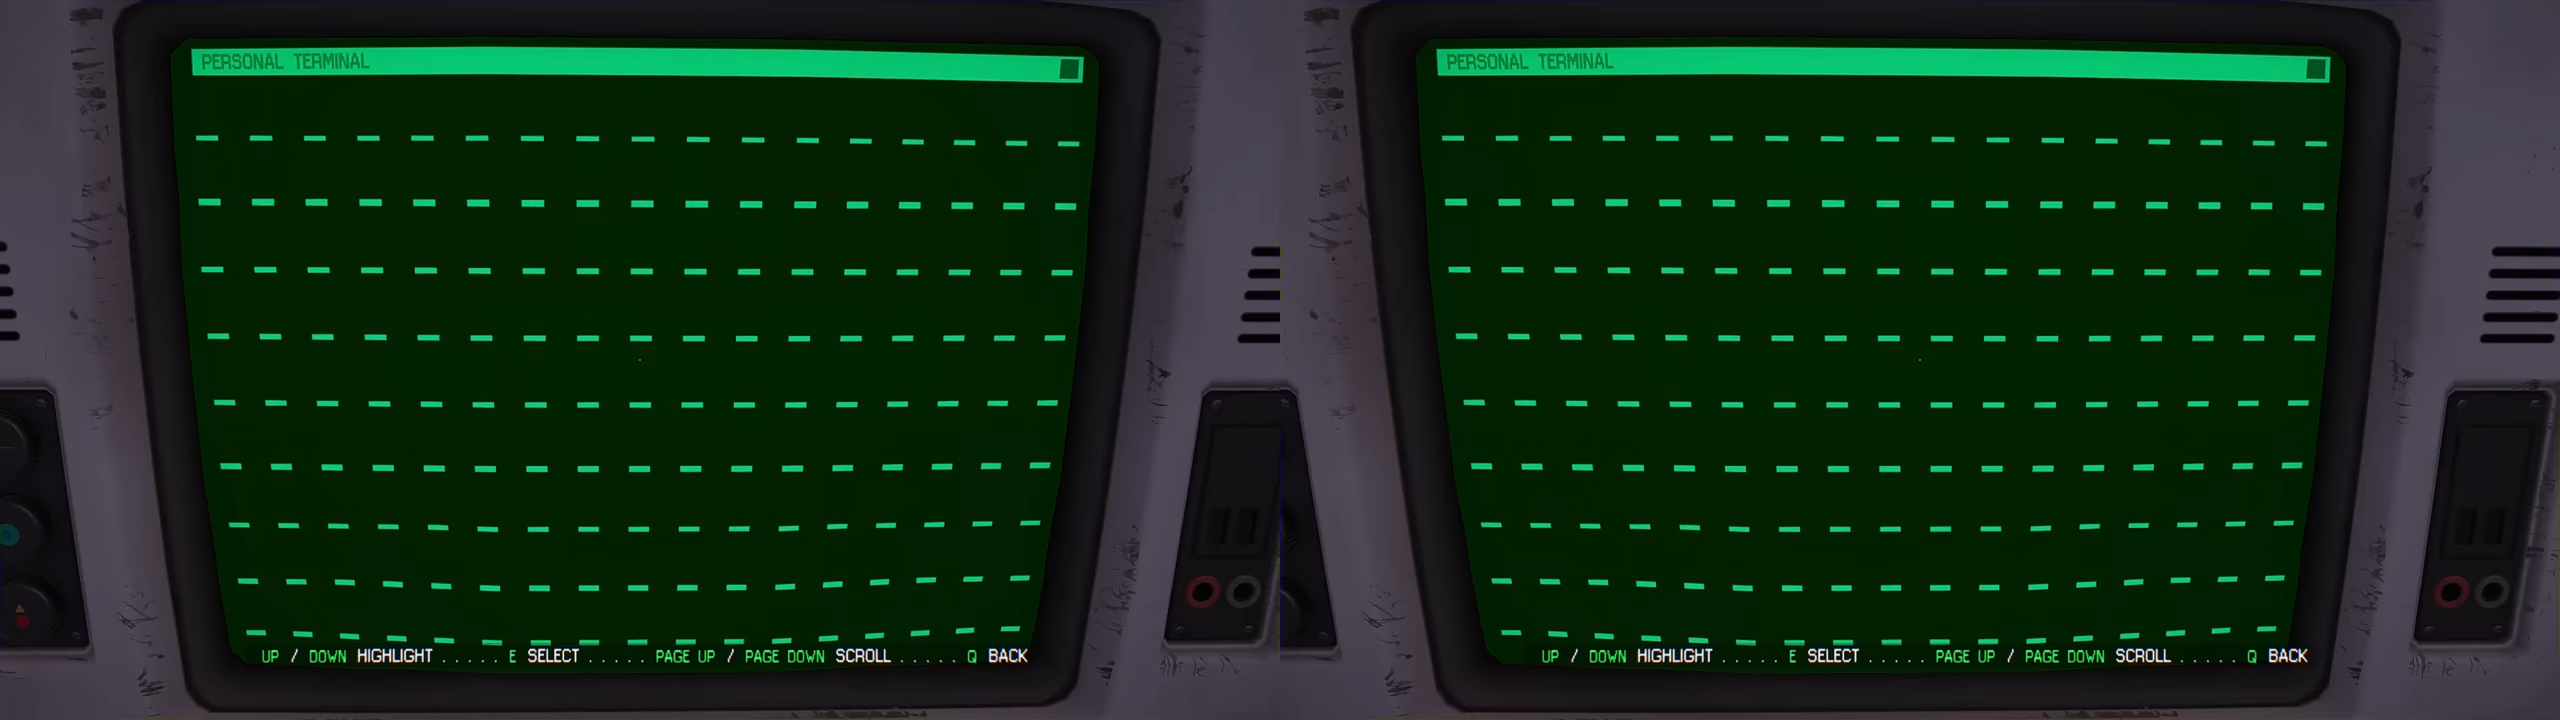 PERSONAL TERMINAL
UP / DOWN HIGHLIGHT ..... E SELECT ..... PAGE UP / PAGE DOWN SCROLL ..... Q BACK
PERSONAL TERMINAL
UP / DOWN HIGHLIGHT ..... E SELECT ..... PAGE UP / PAGE DOWN SCROLL ..... Q BACK